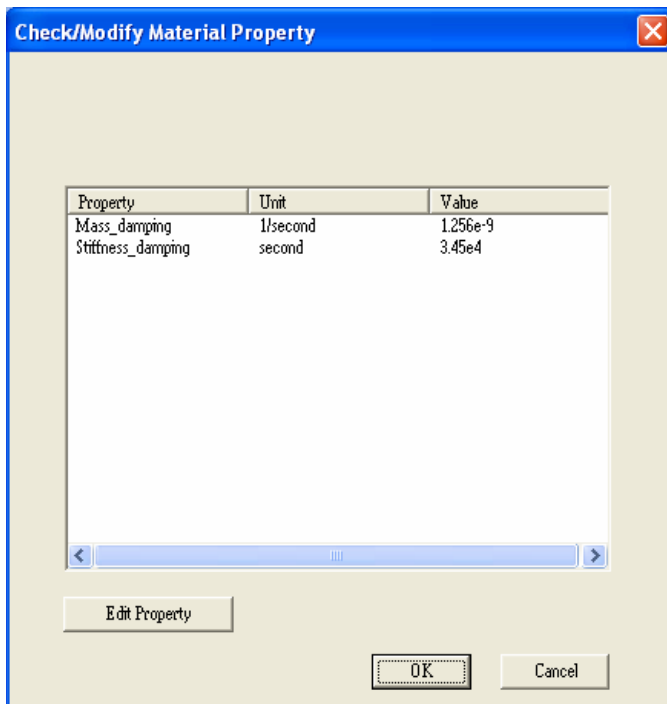 Check/Modify Material Property
Property Unit Value
Mass_damping 1/second 1.256e-9
Stiffness_damping second 3.45e4
Edit Property
OK Cancel